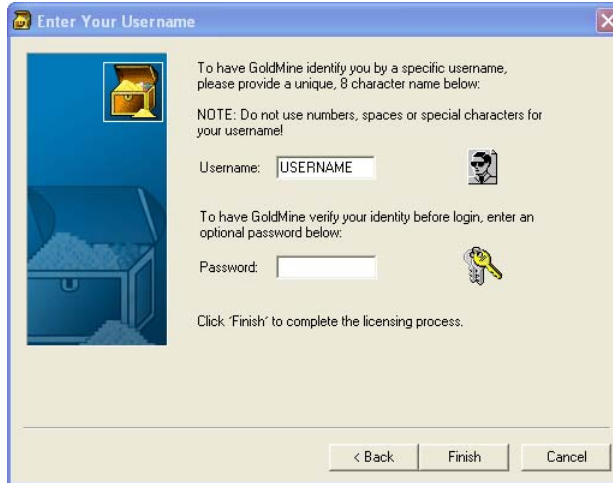 Enter Your Username
To have GoldMine identify you by a specific username,
please provide a unique, 8 character name below:
NOTE: Do not use numbers, spaces or special characters for
your username!
Username: USERNAME
To have GoldMine verify your identity before login, enter an
optional password below:
Password:
Click 'Finish' to complete the licensing process.
< Back Finish Cancel